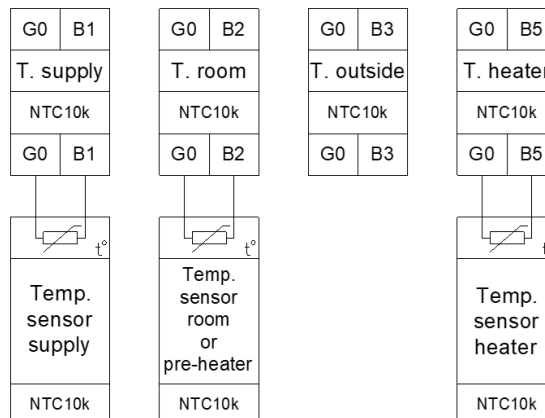 G0 B1
T. supply
NTC10k
G0 B1
t°
Temp.
sensor
supply
NTC10k
G0 B2
T. room
NTC10k
G0 B2
t°
Temp.
sensor
room
or
pre-heater
NTC10k
G0 B3
T. outside
NTC10k
G0 B3
G0 B5
T. heater
NTC10k
G0 B5
t
Temp.
sensor
heater
NTC10k